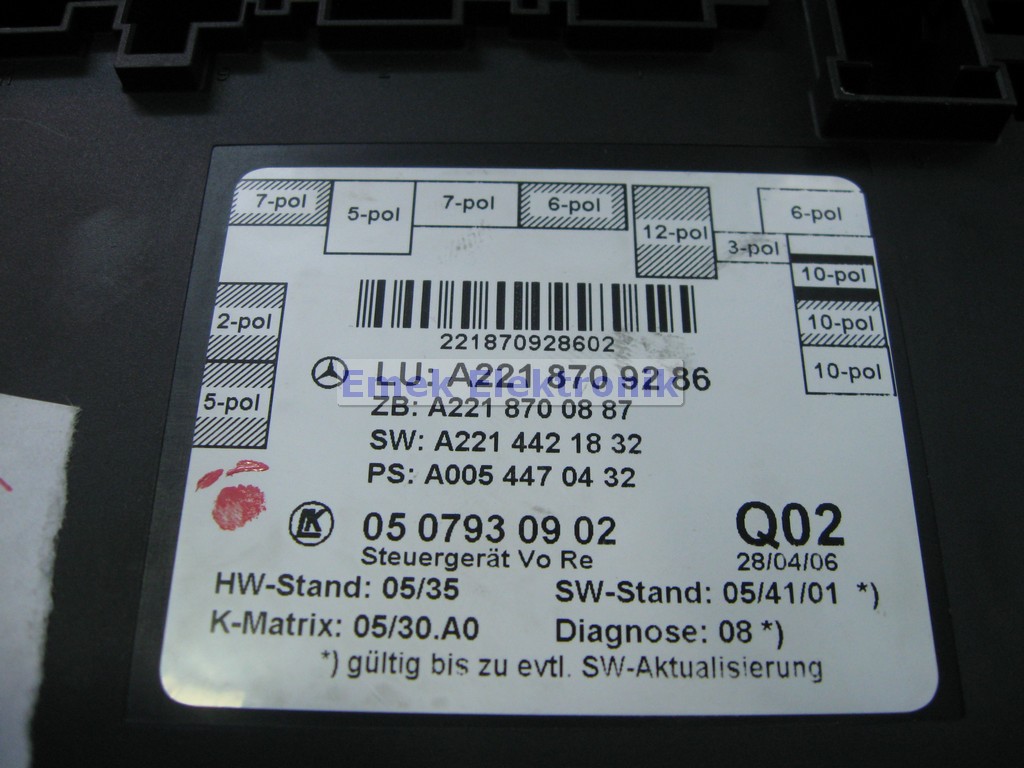 7-pol 5-pol 7-pol 6-pol 12-pol 3-pol 6-pol
10-pol
10-pol
10-pol
2-pol
5-pol
221870928602
LU: A221 870 92 86
Emek Elektronik
ZB: A221 870 08 87
SW: A221 442 18 32
PS: A005 447 04 32
LK 05 0793 09 02 Q02
Steuergerät Vo Re 28/04/06
HW-Stand: 05/35 SW-Stand: 05/41/01 *)
K-Matrix: 05/30.A0 Diagnose: 08 *)
*) gültig bis zu evtl. SW-Aktualisierung